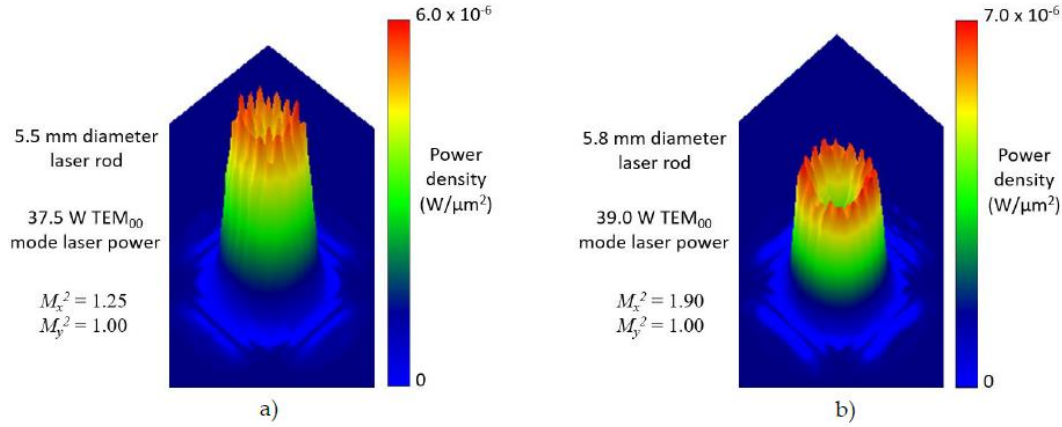 6.0 x 10⁻⁶
5.5 mm diameter
laser rod
37.5 W TEM₀₀
mode laser power
Mₓ² = 1.25
Mᵧ² = 1.00
Power
density
(W/μm²)
0
a)
7.0 x 10⁻⁶
5.8 mm diameter
laser rod
39.0 W TEM₀₀
mode laser power
Mₓ² = 1.90
Mᵧ² = 1.00
Power
density
(W/μm²)
0
b)